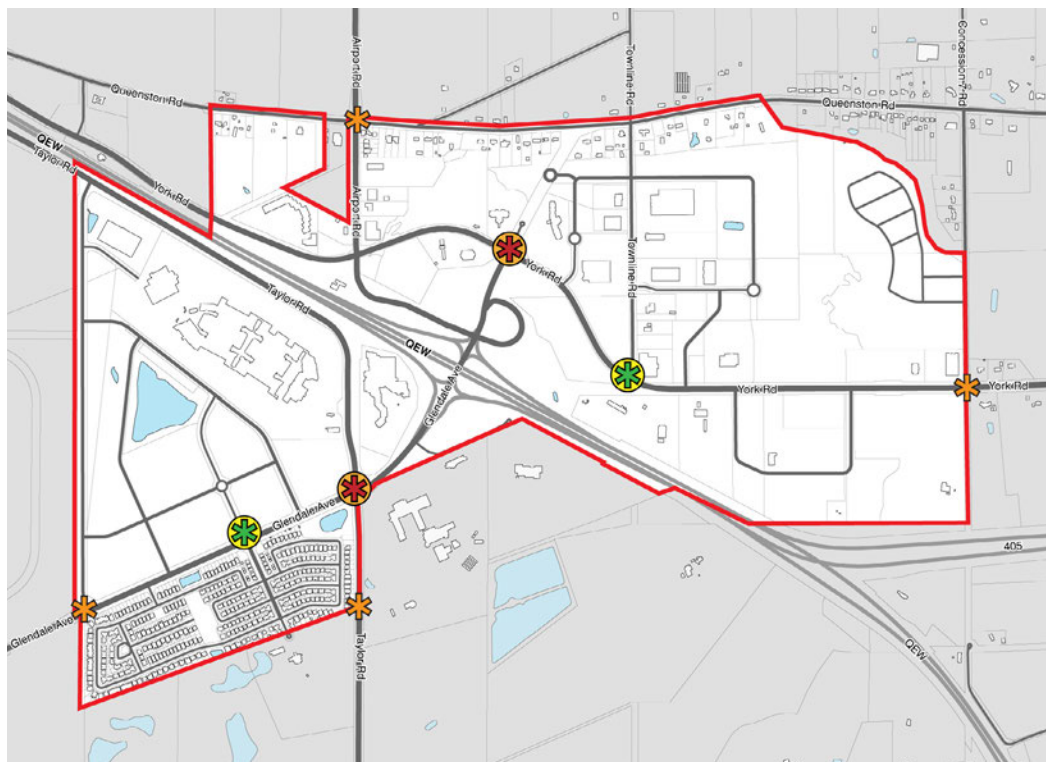 Airport Rd
Townline Rd
Concession 7 Rd
Queenston Rd
Queenston Rd
QEW
Taylor Rd
York Rd
Airport Rd
York Rd
Townline Rd
Taylor Rd
QEW
Glendale Ave
York Rd
York Rd
Glendale Ave
405
Glendale Ave
Taylor Rd
QEW